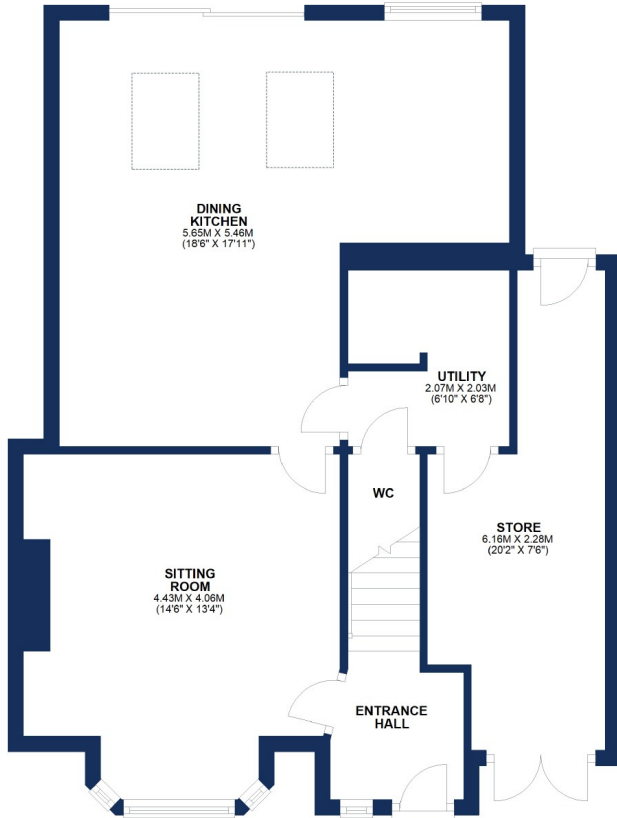 DINING
KITCHEN
5.65M X 5.46M
(18'6" X 17'11")
UTILITY
2.07M X 2.03M
(6'10" X 6'8")
WC
STORE
6.16M X 2.28M
(20'2" X 7'6")
SITTING
ROOM
4.43M X 4.06M
(14'6" X 13'4")
ENTRANCE
HALL